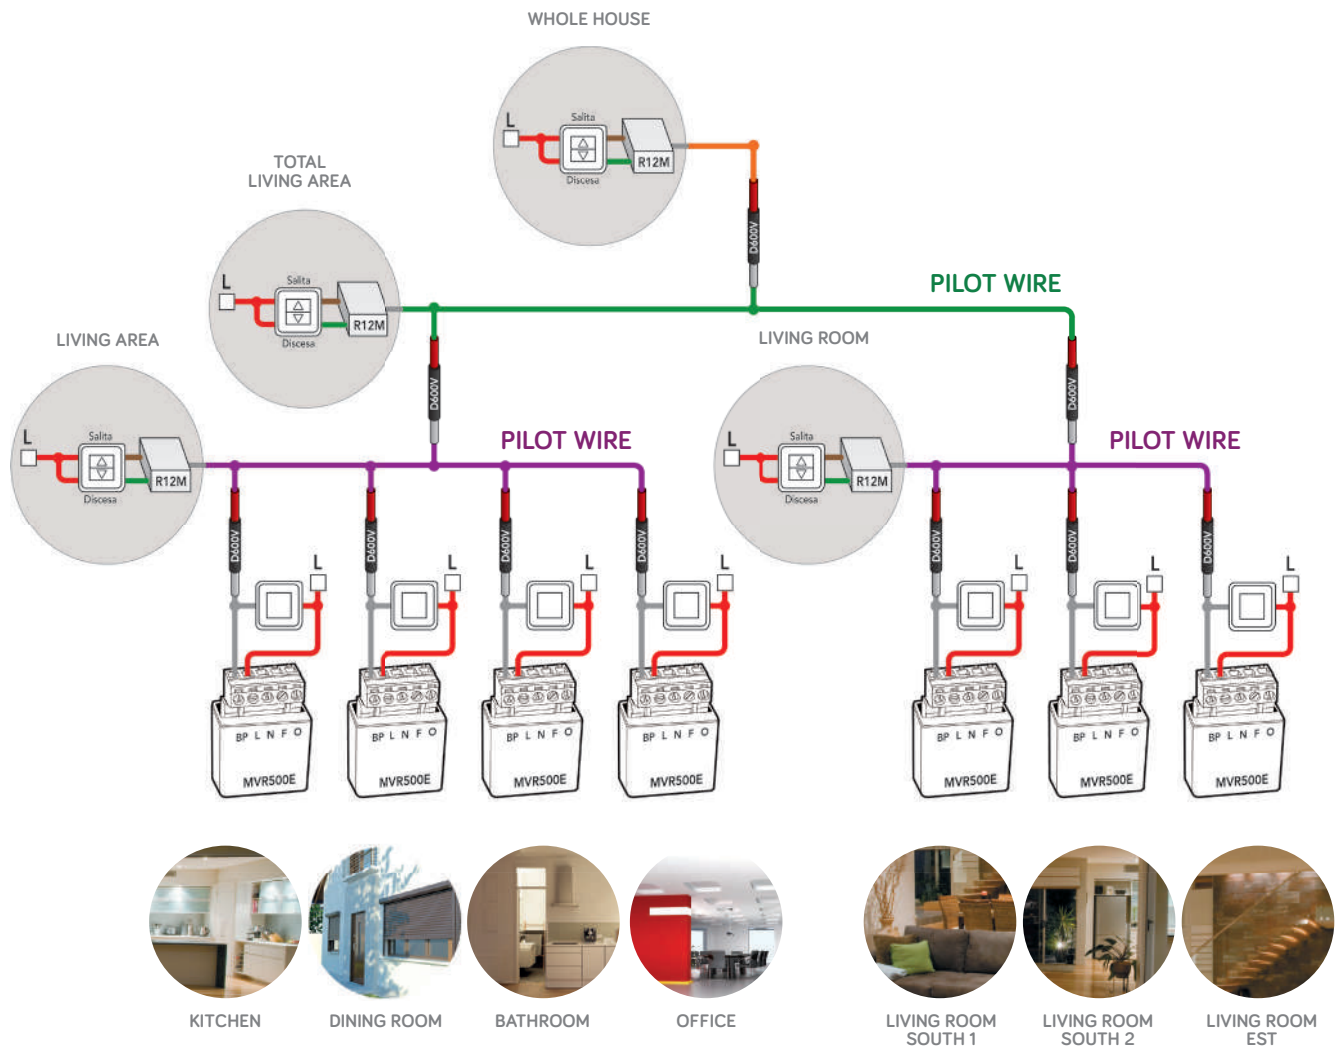 WHOLE HOUSE
L
Salita
R12M
Discesa
D600V
TOTAL
LIVING AREA
L
Salita
R12M
Discesa
PILOT WIRE
D600V
D600V
LIVING AREA
L
Salita
R12M
Discesa
PILOT WIRE
LIVING ROOM
L
Salita
R12M
Discesa
PILOT WIRE
D600V
D600V
D600V
D600V
D600V
D600V
D600V
L
L
L
L
L
L
L
BP L N F O
MVR500E
BP L N F O
MVR500E
BP L N F O
MVR500E
BP L N F O
MVR500E
BP L N F O
MVR500E
BP L N F O
MVR500E
BP L N F O
MVR500E
KITCHEN
DINING ROOM
BATHROOM
OFFICE
LIVING ROOM
SOUTH 1
LIVING ROOM
SOUTH 2
LIVING ROOM
EST